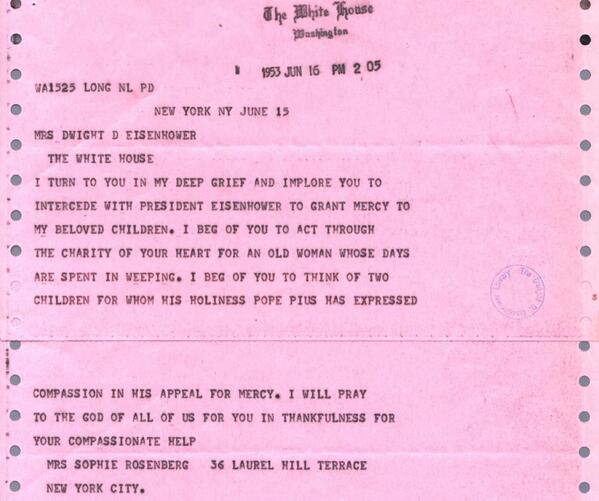 The White House
Washington
1953 JUN 16 PM 2 05
WA1525 LONG NL PD
NEW YORK NY JUNE 15
MRS DWIGHT D EISENHOWER
THE WHITE HOUSE
I TURN TO YOU IN MY DEEP GRIEF AND IMPLORE YOU TO
INTERCEDE WITH PRESIDENT EISENHOWER TO GRANT MERCY TO
MY BELOVED CHILDREN. I BEG OF YOU TO ACT THROUGH
THE CHARITY OF YOUR HEART FOR AN OLD WOMAN WHOSE DAYS
ARE SPENT IN WEEPING. I BEG OF YOU TO THINK OF TWO
CHILDREN FOR WHOM HIS HOLINESS POPE PIUS HAS EXPRESSED
COMPASSION IN HIS APPEAL FOR MERCY. I WILL PRAY
TO THE GOD OF ALL OF US FOR YOU IN THANKFULNESS FOR
YOUR COMPASSIONATE HELP
MRS SOPHIE ROSENBERG 36 LAUREL HILL TERRACE
NEW YORK CITY.